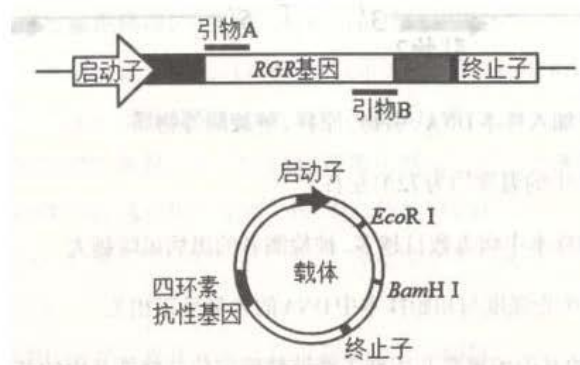 引物A
启动子 RGR基因 终止子
引物B
启动子
EcoR I
载体
BamH I
四环素
抗性基因
终止子